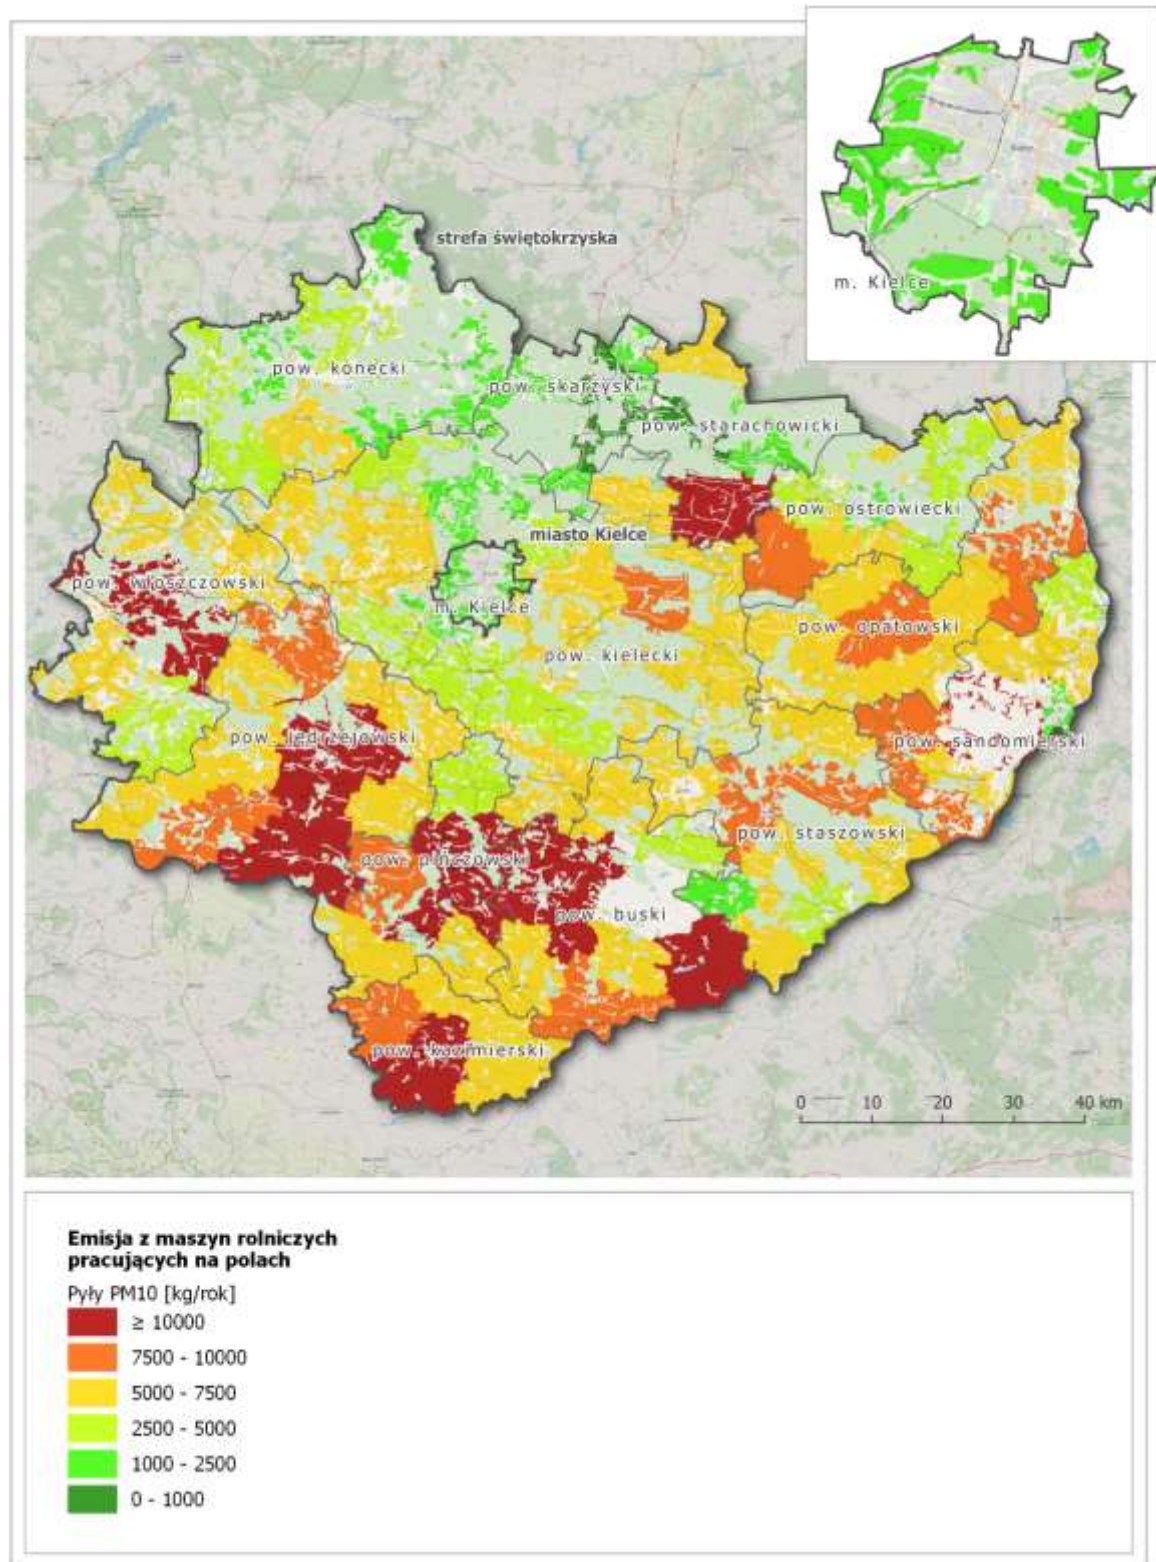 strefa świętokrzyska
m. Kielce
pow. konecki
pow. skarżyski
pow. starachowicki
pow. ostrowiecki
miasto Kielce
pow. włoszczowski
m. Kielce
pow. opatowski
pow. kielecki
pow. jędrzejowski
pow. sandomierski
pow. staszowski
pow. pińczowski
pow. buski
pow. kazimierski
0 10 20 30 40 km
Emisja z maszyn rolniczych
pracujących na polach
Pyły PM10 [kg/rok]
≥ 10000
7500 - 10000
5000 - 7500
2500 - 5000
1000 - 2500
0 - 1000